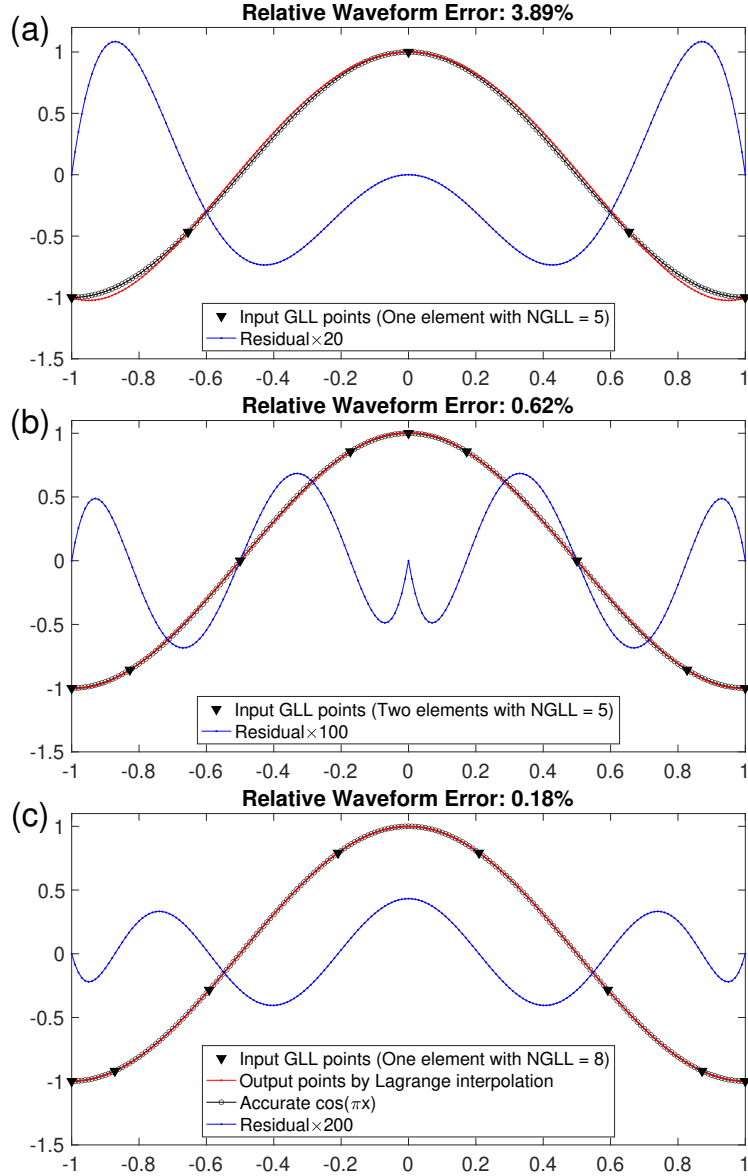 (a)
Relative Waveform Error: 3.89%
1
0.5
0
-0.5
-1
-1.5
Input GLL points (One element with NGLL = 5)
Residual×20
-1 -0.8 -0.6 -0.4 -0.2 0 0.2 0.4 0.6 0.8 1
(b)
Relative Waveform Error: 0.62%
1
0.5
0
-0.5
-1
-1.5
Input GLL points (Two elements with NGLL = 5)
Residual×100
-1 -0.8 -0.6 -0.4 -0.2 0 0.2 0.4 0.6 0.8 1
(c)
Relative Waveform Error: 0.18%
1
0.5
0
-0.5
-1
-1.5
Input GLL points (One element with NGLL = 8)
Output points by Lagrange interpolation
Accurate cos(πx)
Residual×200
-1 -0.8 -0.6 -0.4 -0.2 0 0.2 0.4 0.6 0.8 1